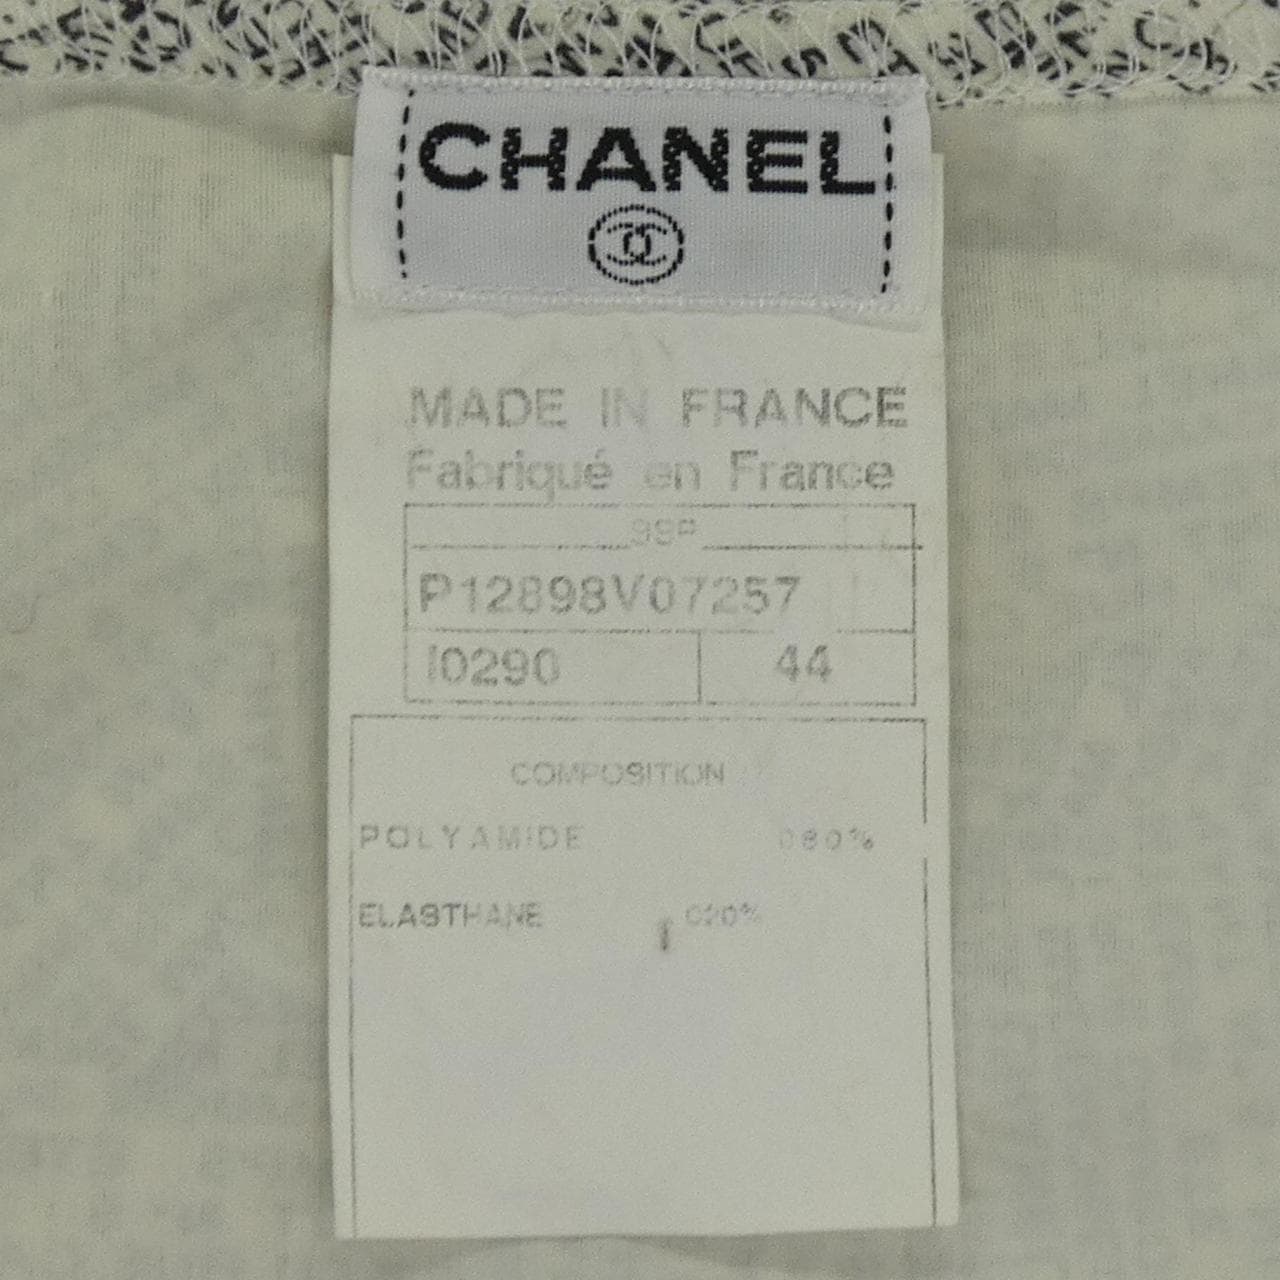 CHANEL
MADE IN FRANCE
Fabriqué en France
99P
P12898V07257
I0290 44
COMPOSITION
POLYAMIDE 080%
ELASTHANE 020%